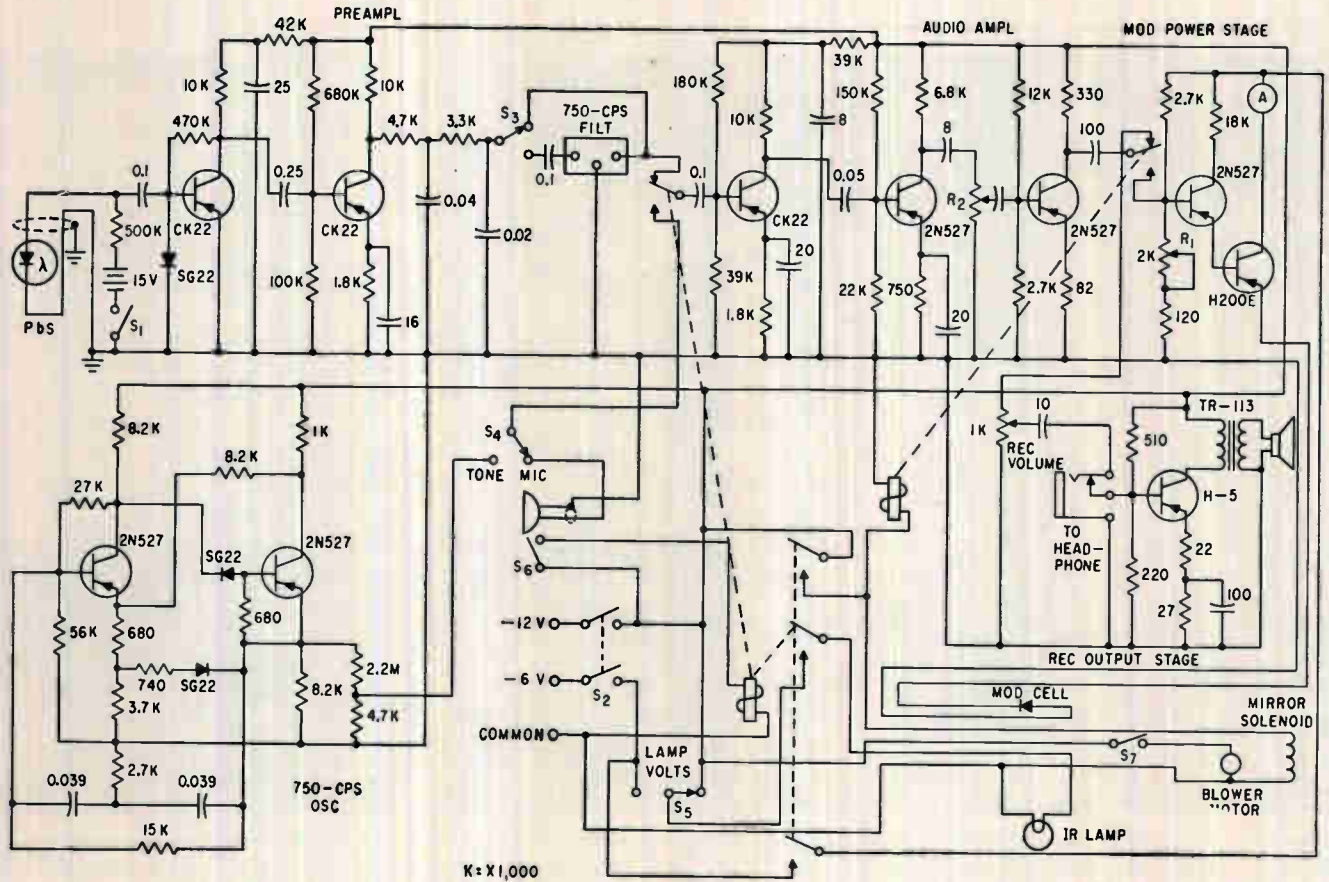 PREAMPL
AUDIO AMPL
MOD POWER STAGE
42K
39K
10K
25
680K
10K
180K
10K
8
150K
6.8K
12K
330
2.7K
18K
A
470K
4.7K
3.3K
S3
750-CPS
FILT
8
100
2N527
0.1
0.25
0.1
0.1
0.05
R2
CK22
CK22
0.04
0.02
CK22
2N527
2N527
R1
2K
H200E
500K
SG22
λ
15V
S1
PbS
100K
1.8K
16
39K
20
1.8K
22K
750
20
2.7K
82
120
8.2K
1K
8.2K
27K
S4
TONE
MIC
1K
10
REC
VOLUME
510
TR-113
H-5
TO
HEAD-
PHONE
2N527
SG22
2N527
S6
22
680
220
27
100
56K
680
740
SG22
2.2M
8.2K
4.7K
3.7K
-12V
-6V
S2
COMMON
REC OUTPUT STAGE
MOD CELL
MIRROR
SOLENOID
2.7K
0.039
0.039
15K
750-CPS
OSC
LAMP
VOLTS
S5
S7
BLOWER
MOTOR
IR LAMP
K=X1,000